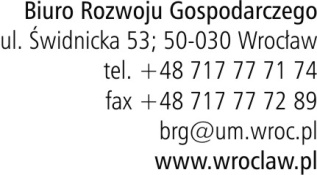 Biuro Rozwoju Gospodarczego
ul. Świdnicka 53; 50-030 Wrocław
tel. +48 717 77 71 74
fax +48 717 77 72 89
brg@um.wroc.pl
www.wroclaw.pl